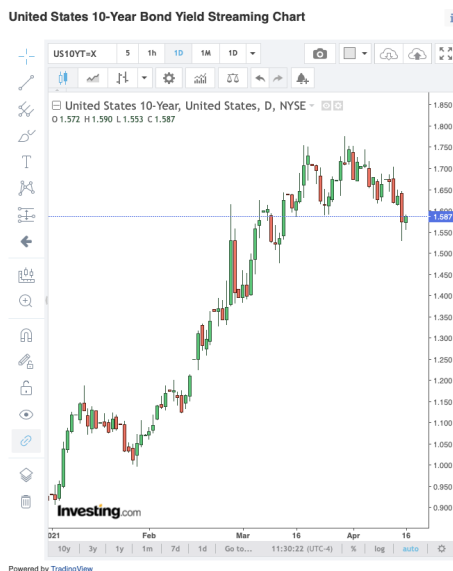 United States 10-Year Bond Yield Streaming Chart
US10YT=X 5 1h 1D 1M 1D
United States 10-Year, United States, D, NYSE
O 1.572 H 1.590 L 1.553 C 1.587
1.850
1.800
1.750
1.700
1.650
1.600
1.587
1.550
1.500
1.450
1.400
1.350
1.300
1.250
1.200
1.150
1.100
1.050
1.000
0.950
0.900
Investing.com
2021 Feb Mar 16 Apr 16
10y 3y 1y 1m 7d 1d Go to... 11:30:22 (UTC-4) % log auto
Powered by TradingView